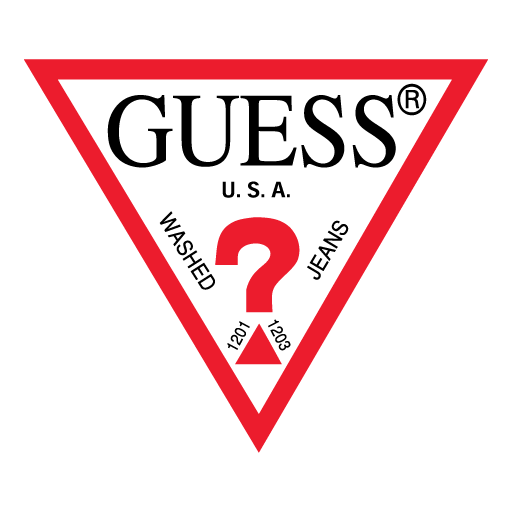 GUESS®
U. S. A.
WASHED
?
JEANS
1201
1203